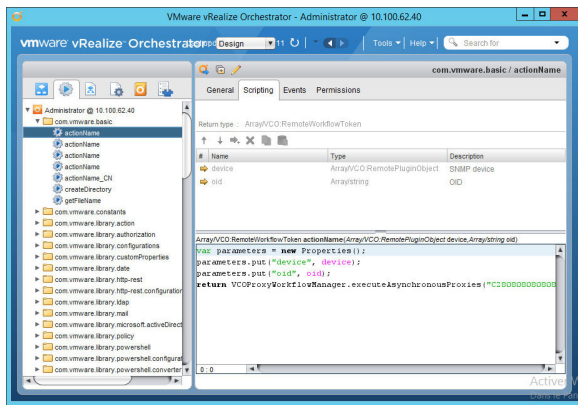 VMware vRealize Orchestrator - Administrator @ 10.100.62.40
vmware vRealize Orchestrator
Design
Tools
Help
Search for
com.vmware.basic / actionName
General Scripting Events Permissions
Return type Array/VCO:RemoteWorkflowToken
# Name Type Description
device Array/VCO:RemotePluginObject SNMP device
oid Array/string OID
Administrator @ 10.100.62.40
com.vmware.basic
actionName
actionName
actionName
actionName
actionName_CN
createDirectory
getFileName
com.vmware.constants
com.vmware.library.action
com.vmware.library.authorization
com.vmware.library.configurations
com.vmware.library.customProperties
com.vmware.library.date
com.vmware.library.http-rest
com.vmware.library.http-rest.configuration
com.vmware.library.ldap
com.vmware.library.mail
com.vmware.library.microsoft.activeDirect
com.vmware.library.policy
com.vmware.library.powershell
com.vmware.library.powershell.configurat
com.vmware.library.powershell.converter
Array/VCO:RemoteWorkflowToken actionName(Array/VCO:RemotePluginObject device,Array/string oid)
var parameters = new Properties();
parameters.put("device", device);
parameters.put("oid", oid);
return VCOProxyWorkflowManager.executeAsynchronousProxies("C280808080808
0:0
Activer
Dans le Pan